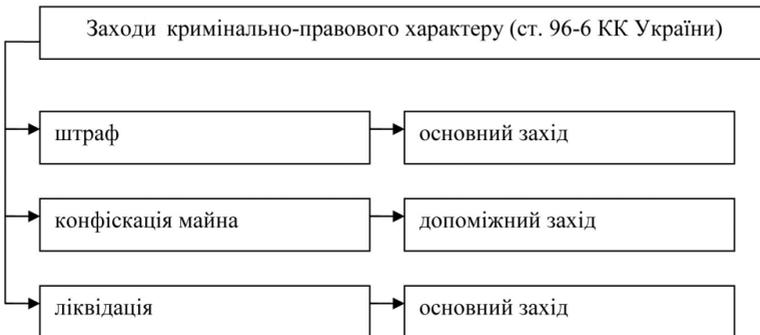 Заходи кримінально-правового характеру (ст. 96-6 КК України)
штраф
основний захід
конфіскація майна
допоміжний захід
ліквідація
основний захід